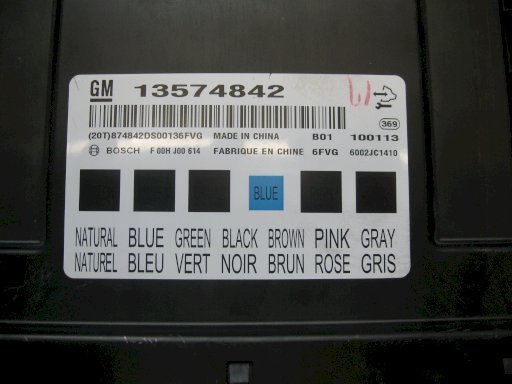 GM 13574842
(20T)874842DS00136FVG MADE IN CHINA B01 100113
369
BOSCH F 00H J00 614 FABRIQUE EN CHINE 6FVG 6002JC1410
BLUE
NATURAL BLUE GREEN BLACK BROWN PINK GRAY
NATUREL BLEU VERT NOIR BRUN ROSE GRIS